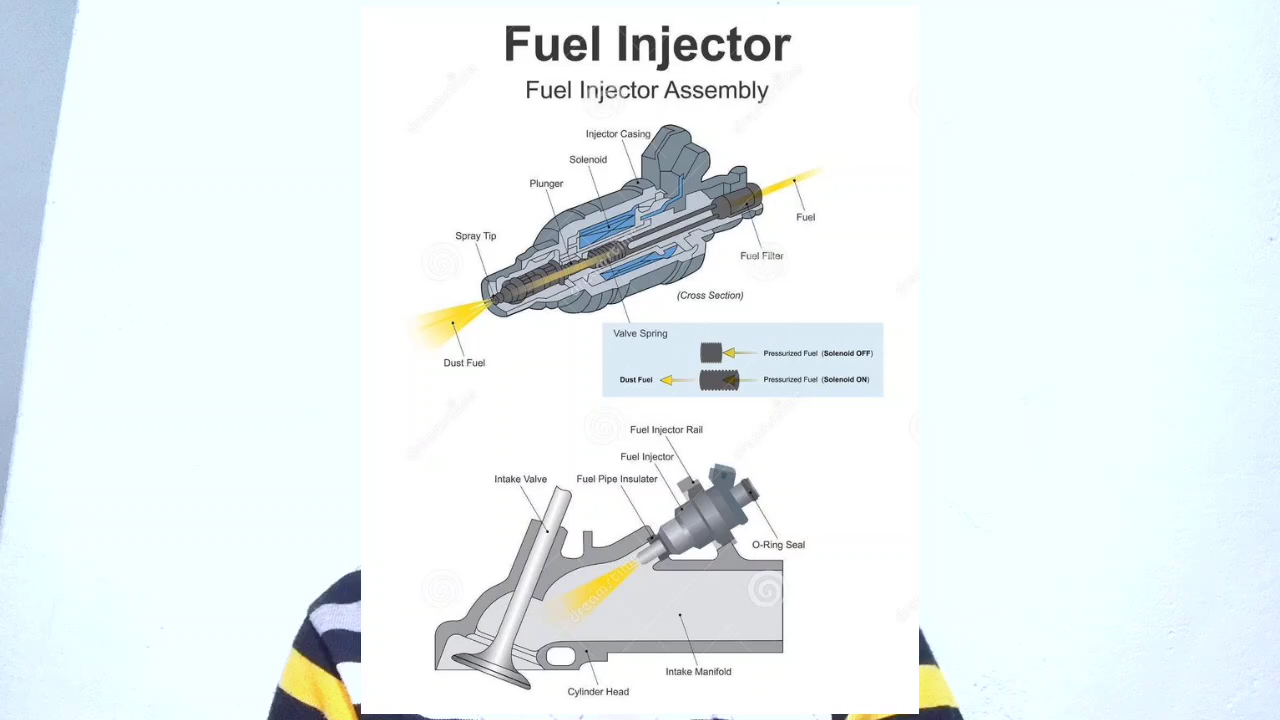 Fuel Injector
Fuel Injector Assembly
Injector Casing
Solenoid
Plunger
Spray Tip
Fuel
Fuel Filter
(Cross Section)
Dust Fuel
Valve Spring
Pressurized Fuel (Solenoid OFF)
Dust Fuel
Pressurized Fuel (Solenoid ON)
Fuel Injector Rail
Fuel Injector
Intake Valve
Fuel Pipe Insulater
O-Ring Seal
dreamstime
Intake Manifold
Cylinder Head